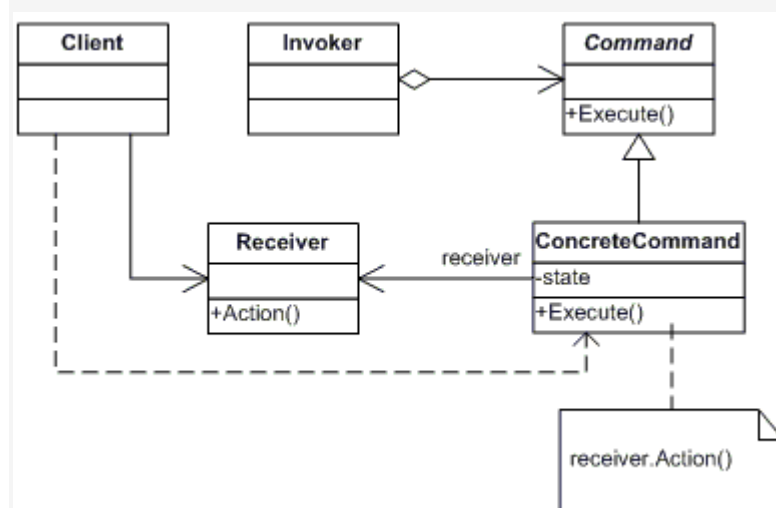 Client
Invoker
Command
+Execute()
Receiver
+Action()
receiver
ConcreteCommand
-state
+Execute()
receiver.Action()